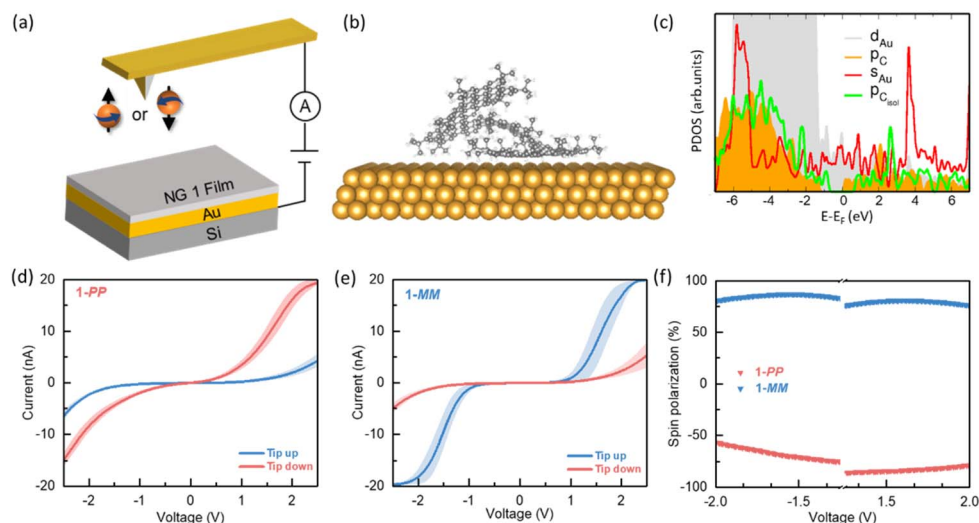 (a)
A
or
NG 1 Film
Au
Si
(b)
(c)
PDOS (arb.units)
d_Au
p_C
s_Au
p_C_isol
-6 -4 -2 0 2 4 6
E-E_F (eV)
(d)
1-PP
Current (nA)
20
10
0
-10
-20
Tip up
Tip down
-2 -1 0 1 2
Voltage (V)
(e)
1-MM
Current (nA)
20
10
0
-10
-20
Tip up
Tip down
-2 -1 0 1 2
Voltage (V)
(f)
Spin polarization (%)
100
50
0
-50
-100
1-PP
1-MM
-2.0 -1.5 1.5 2.0
Voltage (V)